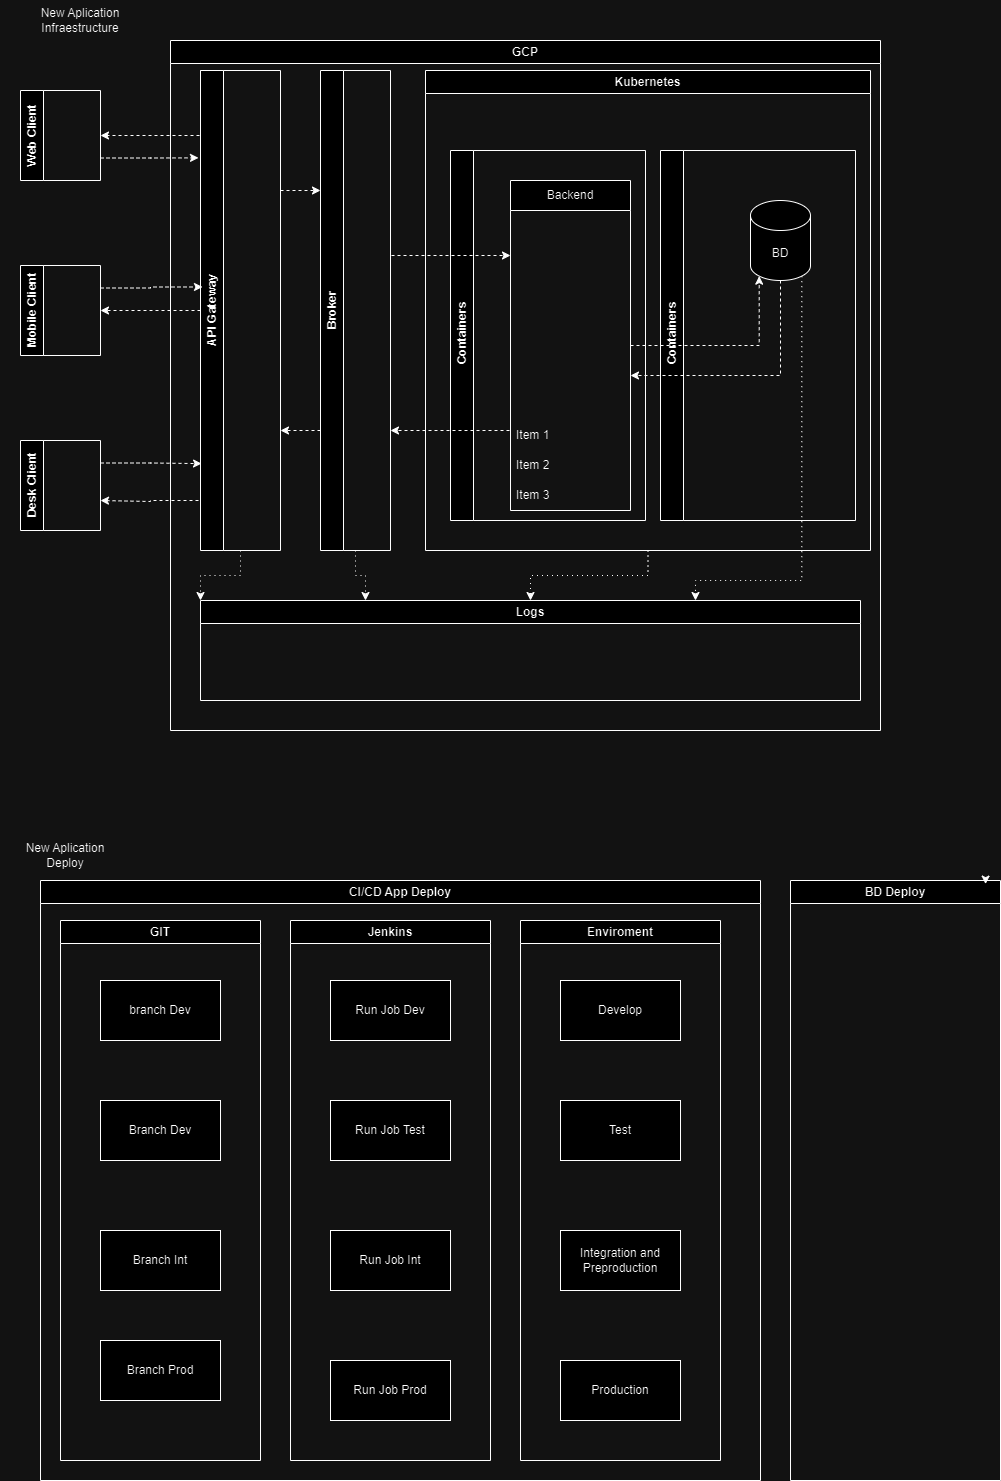 New Aplication
Infraestructure
GCP
Kubernetes
Web Client
Mobile Client
Desk Client
API Gateway
Broker
Containers
Backend
Item 1
Item 2
Item 3
Containers
BD
Logs
New Aplication
Deploy
CI/CD App Deploy
BD Deploy
GIT
Jenkins
Enviroment
branch Dev
Run Job Dev
Develop
Branch Dev
Run Job Test
Test
Branch Int
Run Job Int
Integration and
Preproduction
Branch Prod
Run Job Prod
Production